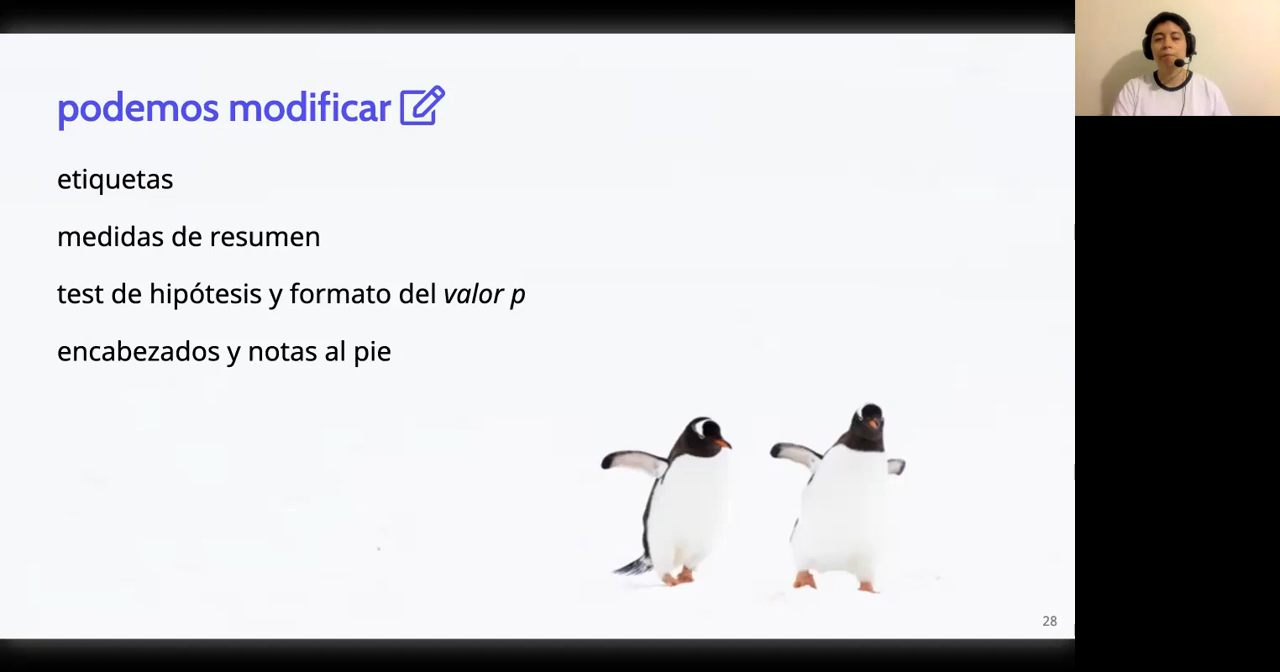 podemos modificar
etiquetas
medidas de resumen
test de hipótesis y formato del valor p
encabezados y notas al pie
28